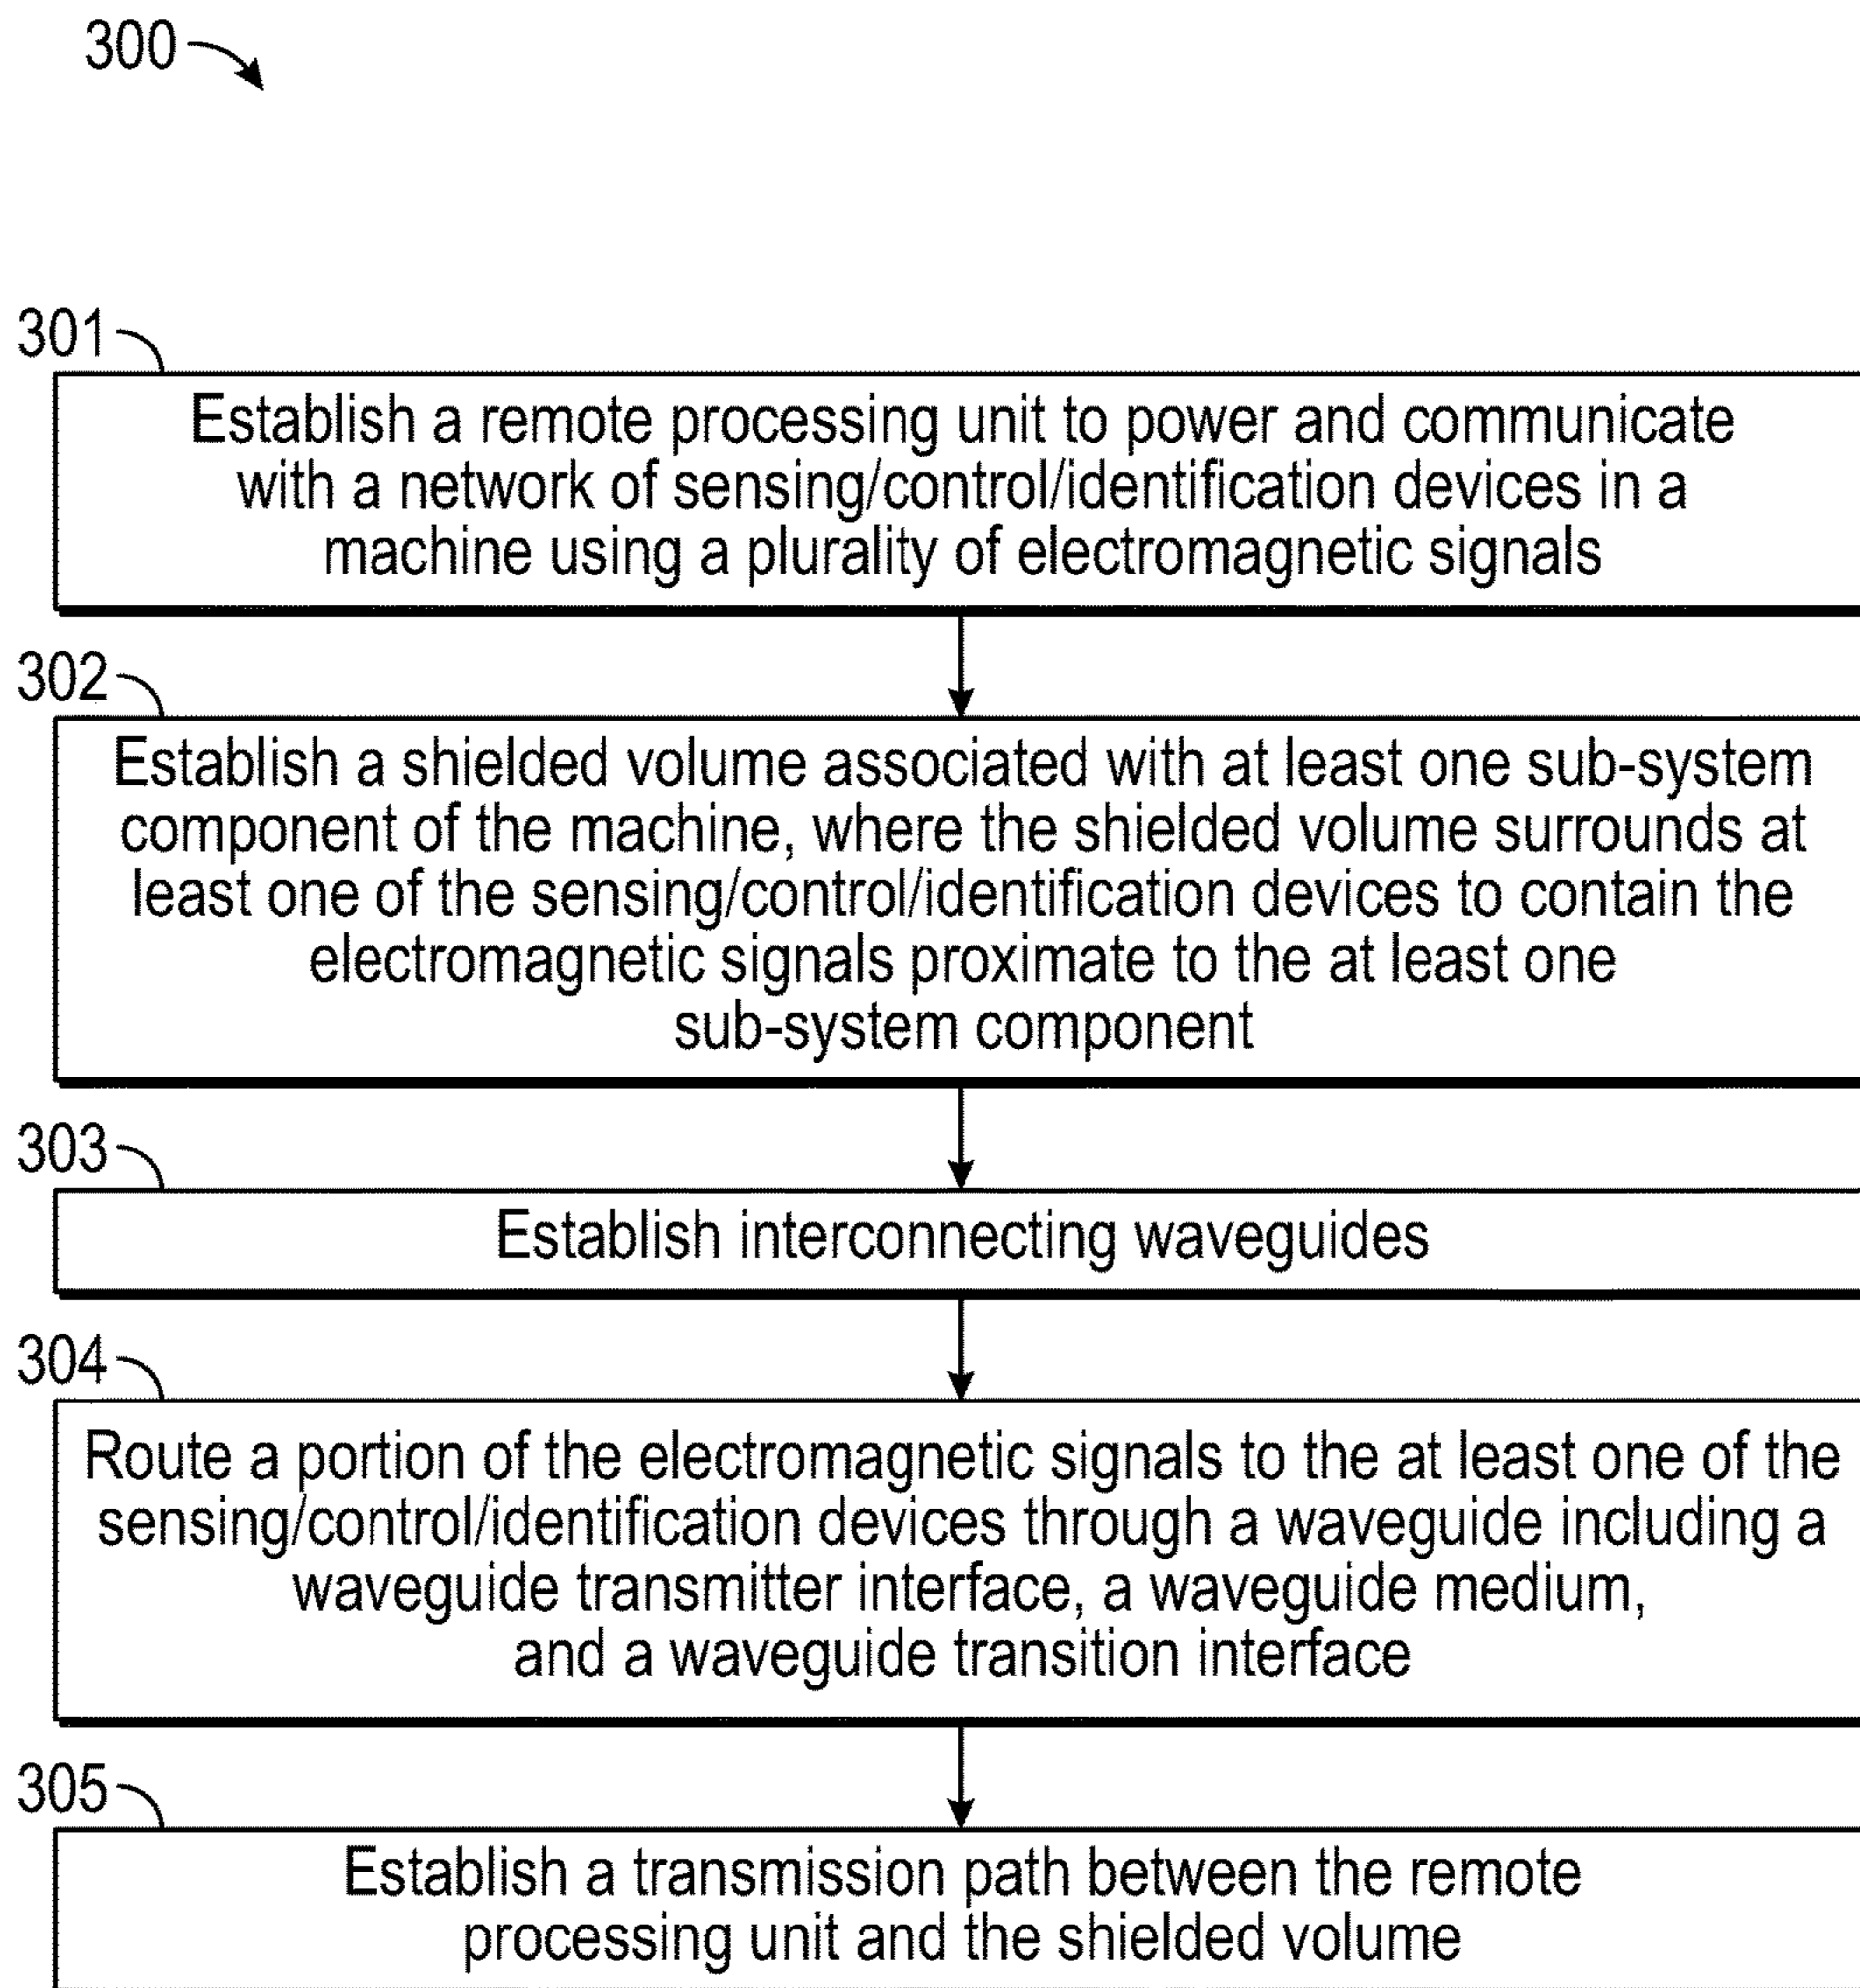 300
301
Establish a remote processing unit to power and communicate
with a network of sensing/control/identification devices in a
machine using a plurality of electromagnetic signals
302
Establish a shielded volume associated with at least one sub-system
component of the machine, where the shielded volume surrounds at
least one of the sensing/control/identification devices to contain the
electromagnetic signals proximate to the at least one
sub-system component
303
Establish interconnecting waveguides
304
Route a portion of the electromagnetic signals to the at least one of the
sensing/control/identification devices through a waveguide including a
waveguide transmitter interface, a waveguide medium,
and a waveguide transition interface
305
Establish a transmission path between the remote
processing unit and the shielded volume